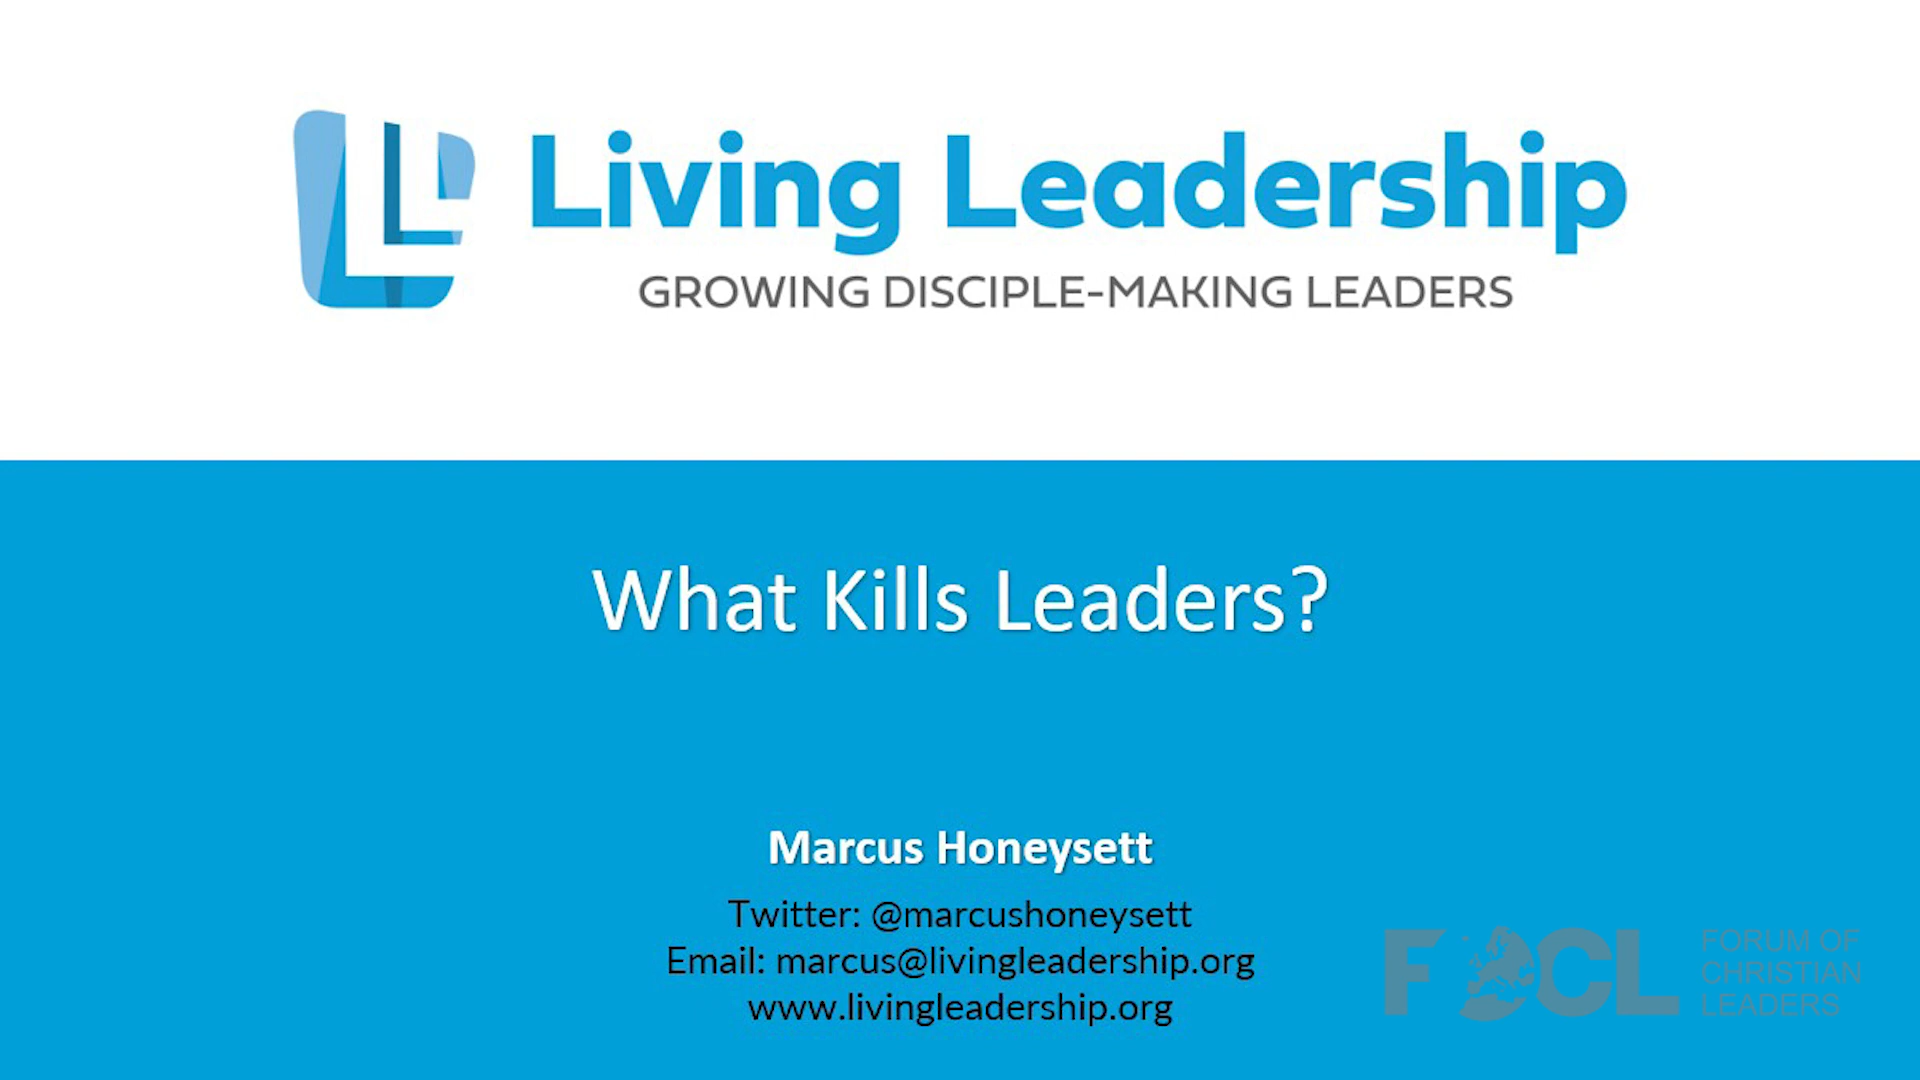 Living Leadership
GROWING DISCIPLE-MAKING LEADERS
What Kills Leaders?
Marcus Honeysett
Twitter: @marcushoneysett
Email: marcus@livingleadership.org
www.livingleadership.org
FOCL
FORUM OF
CHRISTIAN
LEADERS